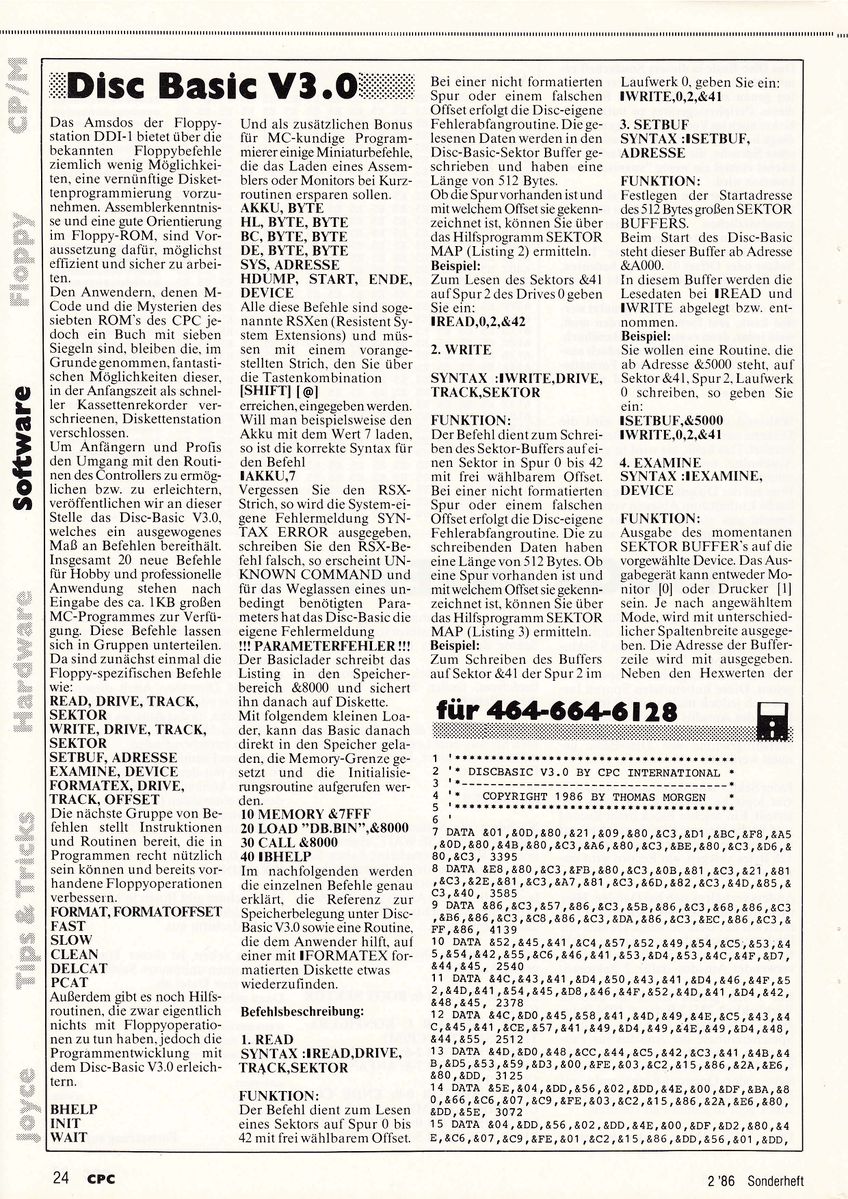 Disc Basic V3.0
Das Amsdos der Floppy-
station DDI-1 bietet über die
bekannten Floppybefehle
ziemlich wenig Möglichkei-
ten, eine vernünftige Disket-
tenprogrammierung vorzu-
nehmen. Assemblerkenntnis-
se und eine gute Orientierung
im Floppy-ROM, sind Vor-
aussetzung dafür, möglichst
effizient und sicher zu arbei-
ten.
Den Anwendern, denen M-
Code und die Mysterien des
siebten ROM's des CPC je-
doch ein Buch mit sieben
Siegeln sind, bleiben die, im
Grunde genommen, fantasti-
schen Möglichkeiten dieser,
in der Anfangszeit als schnel-
ler Kassettenrekorder ver-
schrieenen, Diskettenstation
verschlossen.
Um Anfängern und Profis
den Umgang mit den Routi-
nen des Controllers zu ermög-
lichen bzw. zu erleichtern,
veröffentlichen wir an dieser
Stelle das Disc-Basic V3.0,
welches ein ausgewogenes
Maß an Befehlen bereithält.
Insgesamt 20 neue Befehle
für Hobby und professionelle
Anwendung stehen nach
Eingabe des ca. 1KB großen
MC-Programmes zur Verfü-
gung. Diese Befehle lassen
sich in Gruppen unterteilen.
Da sind zunächst einmal die
Floppy-spezifischen Befehle
wie:
READ, DRIVE, TRACK,
SEKTOR
WRITE, DRIVE, TRACK,
SEKTOR
SETBUF, ADRESSE
EXAMINE, DEVICE
FORMATEX, DRIVE,
TRACK, OFFSET
Die nächste Gruppe von Be-
fehlen stellt Instruktionen
und Routinen bereit, die in
Programmen recht nützlich
sein können und bereits vor-
handene Floppyoperationen
verbessern.
FORMAT, FORMATOFFSET
FAST
SLOW
CLEAN
DELCAT
PCAT
Außerdem gibt es noch Hilfs-
routinen, die zwar eigentlich
nichts mit Floppyoperatio-
nen zu tun haben, jedoch die
Programmentwicklung mit
dem Disc-Basic V3.0 erleich-
tern.
BHELP
INIT
WAIT
Und als zusätzlichen Bonus
für MC-kundige Program-
mierer einige Miniaturbefehle,
die das Laden eines Assem-
blers oder Monitors bei Kurz-
routinen ersparen sollen.
AKKU, BYTE
HL, BYTE, BYTE
BC, BYTE, BYTE
DE, BYTE, BYTE
SYS, ADRESSE
HDUMP, START, ENDE,
DEVICE
Alle diese Befehle sind soge-
nannte RSXen (Resistent Sy-
stem Extensions) und müs-
sen mit einem vorange-
stellten Strich, den Sie über
die Tastenkombination
[SHIFT] [@]
erreichen, eingegeben werden.
Will man beispielsweise den
Akku mit dem Wert 7 laden,
so ist die korrekte Syntax für
den Befehl
|AKKU,7
Vergessen Sie den RSX-
Strich, so wird die System-ei-
gene Fehlermeldung SYN-
TAX ERROR ausgegeben,
schreiben Sie den RSX-Be-
fehl falsch, so erscheint UN-
KNOWN COMMAND und
für das Weglassen eines un-
bedingt benötigten Para-
meters hat das Disc-Basic die
eigene Fehlermeldung
!!! PARAMETERFEHLER !!!
Der Basiclader schreibt das
Listing in den Speicher-
bereich &8000 und sichert
ihn danach auf Diskette.
Mit folgendem kleinen Loa-
der, kann das Basic danach
direkt in den Speicher gela-
den, die Memory-Grenze ge-
setzt und die Initialisie-
rungsroutine aufgerufen wer-
den.
10 MEMORY &7FFF
20 LOAD "DB.BIN",&8000
30 CALL &8000
40 |BHELP
Im nachfolgenden werden
die einzelnen Befehle genau
erklärt, die Referenz zur
Speicherbelegung unter Disc-
Basic V3.0 sowie eine Routine,
die dem Anwender hilft, auf
einer mit |FORMATEX for-
matierten Diskette etwas
wiederzufinden.
Befehlsbeschreibung:
1. READ
SYNTAX :|READ,DRIVE,
TRACK,SEKTOR
FUNKTION:
Der Befehl dient zum Lesen
eines Sektors auf Spur 0 bis
42 mit frei wählbarem Offset.
Bei einer nicht formatierten
Spur oder einem falschen
Offset erfolgt die Disc-eigene
Fehlerabfangroutine. Die ge-
lesenen Daten werden in den
Disc-Basic-Sektor Buffer ge-
schrieben und haben eine
Länge von 512 Bytes.
Ob die Spur vorhanden ist und
mit welchem Offset sie gekenn-
zeichnet ist, können Sie über
das Hilfsprogramm SEKTOR
MAP (Listing 2) ermitteln.
Beispiel:
Zum Lesen des Sektors &41
auf Spur 2 des Drives 0 geben
Sie ein:
|READ,0,2,&42
2. WRITE
SYNTAX :|WRITE,DRIVE,
TRACK,SEKTOR
FUNKTION:
Der Befehl dient zum Schrei-
ben des Sektor-Buffers auf ei-
nen Sektor in Spur 0 bis 42
mit frei wählbarem Offset.
Bei einer nicht formatierten
Spur oder einem falschen
Offset erfolgt die Disc-eigene
Fehlerabfangroutine. Die zu
schreibenden Daten haben
eine Länge von 512 Bytes. Ob
eine Spur vorhanden ist und
mit welchem Offset sie gekenn-
zeichnet ist, können Sie über
das Hilfsprogramm SEKTOR
MAP (Listing 3) ermitteln.
Beispiel:
Zum Schreiben des Buffers
auf Sektor &41 der Spur 2 im
Laufwerk 0, geben Sie ein:
|WRITE,0,2,&41
3. SETBUF
SYNTAX :|SETBUF,
ADRESSE
FUNKTION:
Festlegen der Startadresse
des 512 Bytes großen SEKTOR
BUFFERS.
Beim Start des Disc-Basic
steht dieser Buffer ab Adresse
&A000.
In diesem Buffer werden die
Lesedaten bei |READ und
|WRITE abgelegt bzw. ent-
nommen.
Beispiel:
Sie wollen eine Routine, die
ab Adresse &5000 steht, auf
Sektor &41, Spur 2, Laufwerk
0 schreiben, so geben Sie
ein:
|SETBUF,&5000
|WRITE,0,2,&41
4. EXAMINE
SYNTAX :|EXAMINE,
DEVICE
FUNKTION:
Ausgabe des momentanen
SEKTOR BUFFER's auf die
vorgewählte Device. Das Aus-
gabegerät kann entweder Mo-
nitor [0] oder Drucker [1]
sein. Je nach angewähltem
Mode, wird mit unterschied-
licher Spaltenbreite ausgege-
ben. Die Adresse der Buffer-
zeile wird mit ausgegeben.
Neben den Hexwerten der
für 464-664-6128
1 '***********************************
2 '* DISCBASIC V3.0 BY CPC INTERNATIONAL *
3 '*---------------------------------*
4 '* COPYRIGHT 1986 BY THOMAS MORGEN *
5 '***********************************
6 '
7 DATA &01,&0D,&80,&21,&09,&80,&C3,&D1,&BC,&F8,&A5
,&0D,&80,&4B,&80,&C3,&A6,&80,&C3,&BE,&80,&C3,&D6,&
80,&C3, 3395
8 DATA &E8,&80,&C3,&FB,&80,&C3,&0B,&81,&C3,&21,&81
,&C3,&2E,&81,&C3,&A7,&81,&C3,&6D,&82,&C3,&4D,&85,&
C3,&40, 3585
9 DATA &86,&C3,&57,&86,&C3,&5B,&86,&C3,&68,&86,&C3
,&B6,&86,&C3,&C8,&86,&C3,&DA,&86,&C3,&EC,&86,&C3,&
FF,&86, 4139
10 DATA &52,&45,&41,&C4,&57,&52,&49,&54,&C5,&53,&4
5,&54,&42,&55,&C6,&46,&41,&53,&D4,&53,&4C,&4F,&D7,
&44,&45, 2540
11 DATA &4C,&43,&41,&D4,&50,&43,&41,&D4,&46,&4F,&5
2,&4D,&41,&54,&45,&D8,&46,&4F,&52,&4D,&41,&D4,&42,
&48,&45, 2378
12 DATA &4C,&D0,&45,&58,&41,&4D,&49,&4E,&C5,&43,&4
C,&45,&41,&CE,&57,&41,&49,&D4,&49,&4E,&49,&D4,&48,
&44,&55, 2512
13 DATA &4D,&D0,&48,&CC,&44,&C5,&42,&C3,&41,&4B,&4
B,&D5,&53,&59,&D3,&00,&FE,&03,&C2,&15,&86,&2A,&E6,
&80,&DD, 3125
14 DATA &5E,&04,&DD,&56,&02,&DD,&4E,&00,&DF,&BA,&8
0,&66,&C6,&07,&C9,&FE,&03,&C2,&15,&86,&2A,&E6,&80,
&DD,&5E, 3072
15 DATA &04,&DD,&56,&02,&DD,&4E,&00,&DF,&D2,&80,&4
E,&C6,&07,&C9,&FE,&01,&C2,&15,&86,&DD,&56,&01,&DD,
CP/M
Floppy
Software
Hardware
Tips & Tricks
Joyce
24 CPC
2 '86 Sonderheft